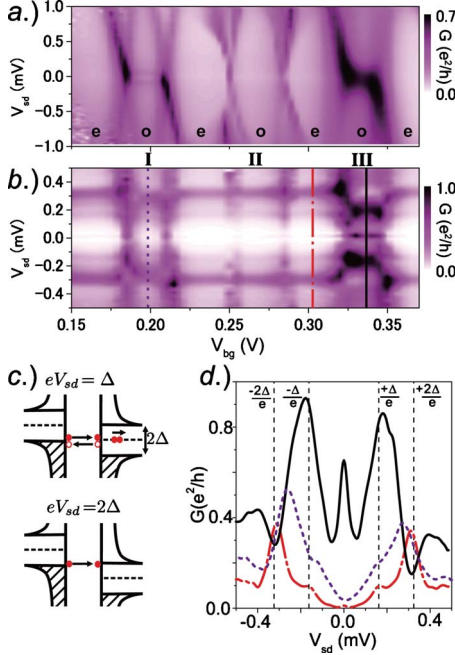 a.)
1.0
0.5
0.0
-0.5
-1.0
V_sd (mV)
e o e o e o e
0.7
0.0
G (e²/h)
I II III
b.)
0.4
0.2
0.0
-0.2
-0.4
V_sd (mV)
1.0
0.0
G (e²/h)
0.15 0.20 0.25 0.30 0.35
V_bg (V)
c.)
eV_sd = Δ
2Δ
eV_sd = 2Δ
d.)
-2Δ/e -Δ/e +Δ/e +2Δ/e
0.8
0.4
0.0
G(e²/h)
-0.4 0.0 0.4
V_sd (mV)